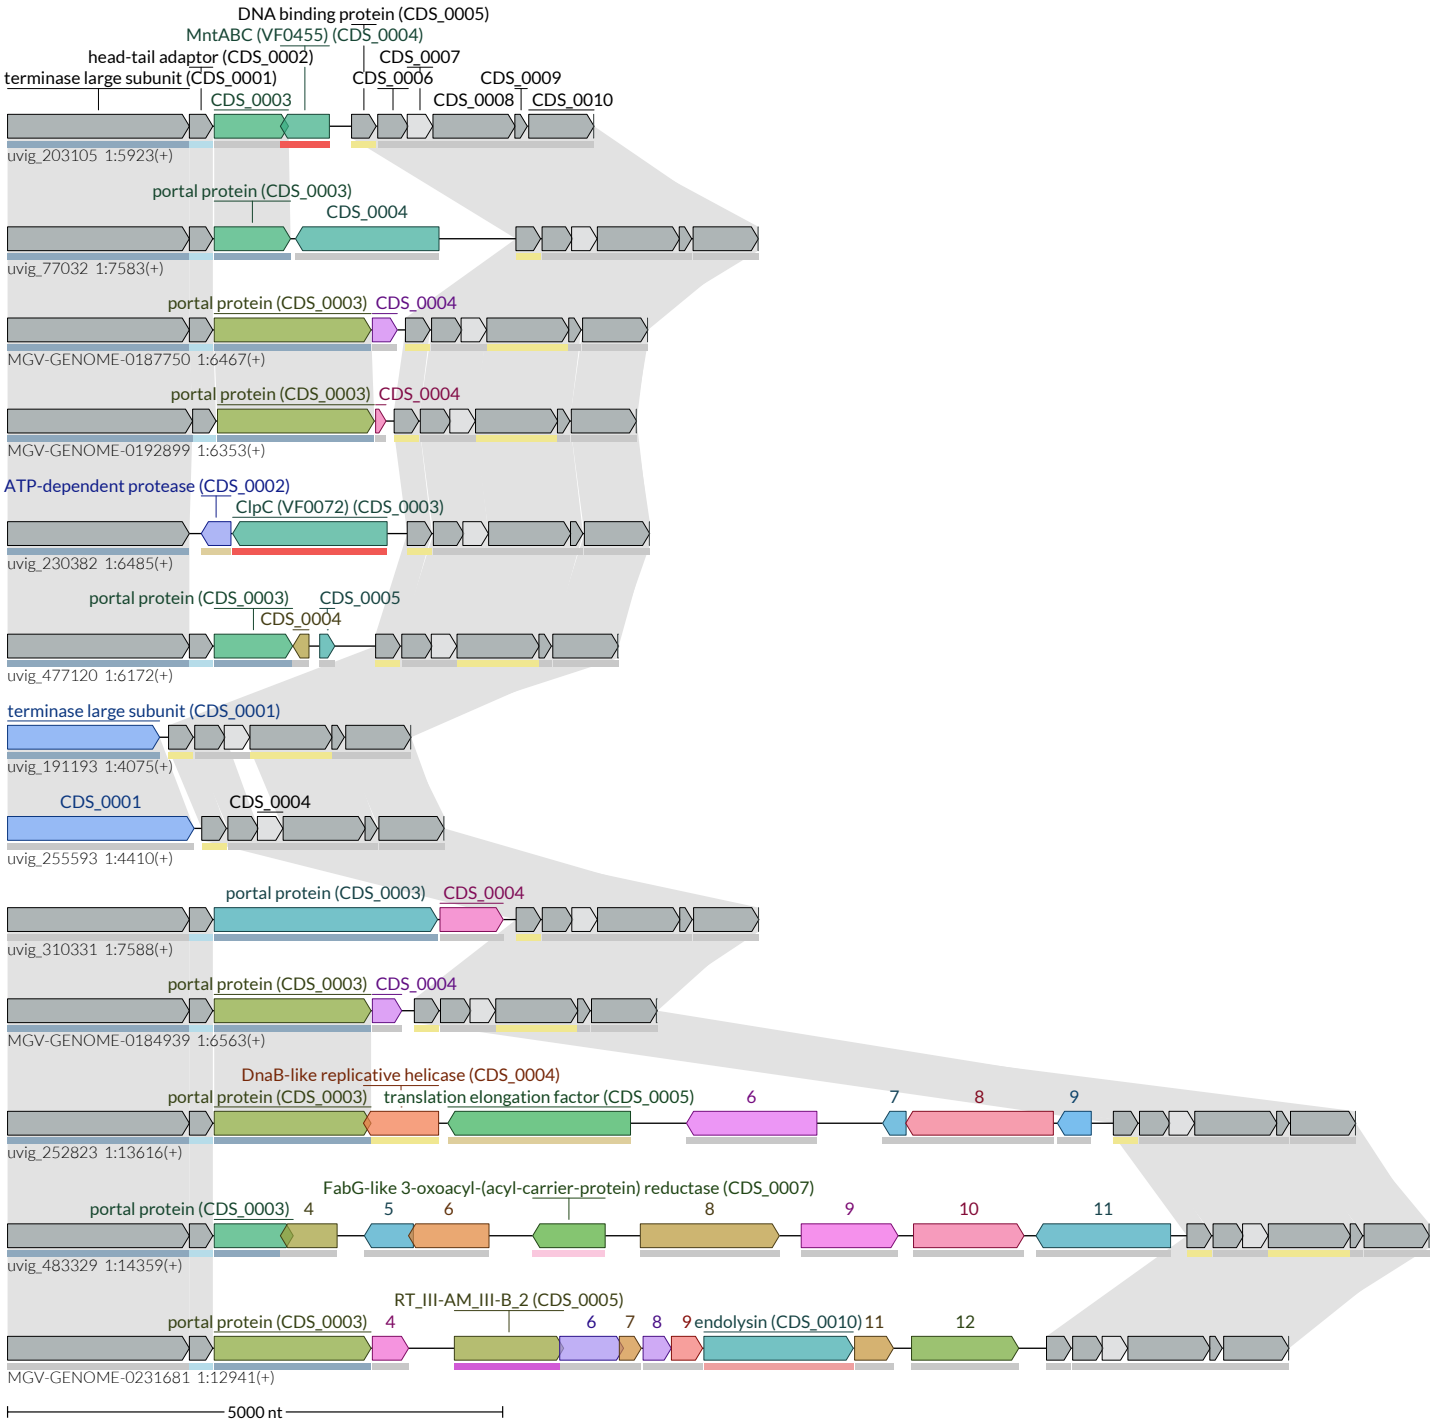 DNA binding protein (CDS_0005)
MntABC (VF0455) (CDS_0004)
head-tail adaptor (CDS_0002) CDS_0007
terminase large subunit (CDS_0001) CDS_0006 CDS_0009
CDS_0003 CDS_0008 CDS_0010
uvig_203105 1:5923(+)
portal protein (CDS_0003)
CDS_0004
uvig_77032 1:7583(+)
portal protein (CDS_0003) CDS_0004
MGV-GENOME-0187750 1:6467(+)
portal protein (CDS_0003) CDS_0004
MGV-GENOME-0192899 1:6353(+)
ATP-dependent protease (CDS_0002)
ClpC (VF0072) (CDS_0003)
uvig_230382 1:6485(+)
portal protein (CDS_0003) CDS_0005
CDS_0004
uvig_477120 1:6172(+)
terminase large subunit (CDS_0001)
uvig_191193 1:4075(+)
CDS_0001 CDS_0004
uvig_255593 1:4410(+)
portal protein (CDS_0003) CDS_0004
uvig_310331 1:7588(+)
portal protein (CDS_0003) CDS_0004
MGV-GENOME-0184939 1:6563(+)
DnaB-like replicative helicase (CDS_0004)
portal protein (CDS_0003) translation elongation factor (CDS_0005) 6 7 8 9
uvig_252823 1:13616(+)
FabG-like 3-oxoacyl-(acyl-carrier-protein) reductase (CDS_0007)
portal protein (CDS_0003) 4 5 6 8 9 10 11
uvig_483329 1:14359(+)
RT_III-AM_III-B_2 (CDS_0005)
portal protein (CDS_0003) 4 6 7 8 9 endolysin (CDS_0010) 11 12
MGV-GENOME-0231681 1:12941(+)
5000 nt